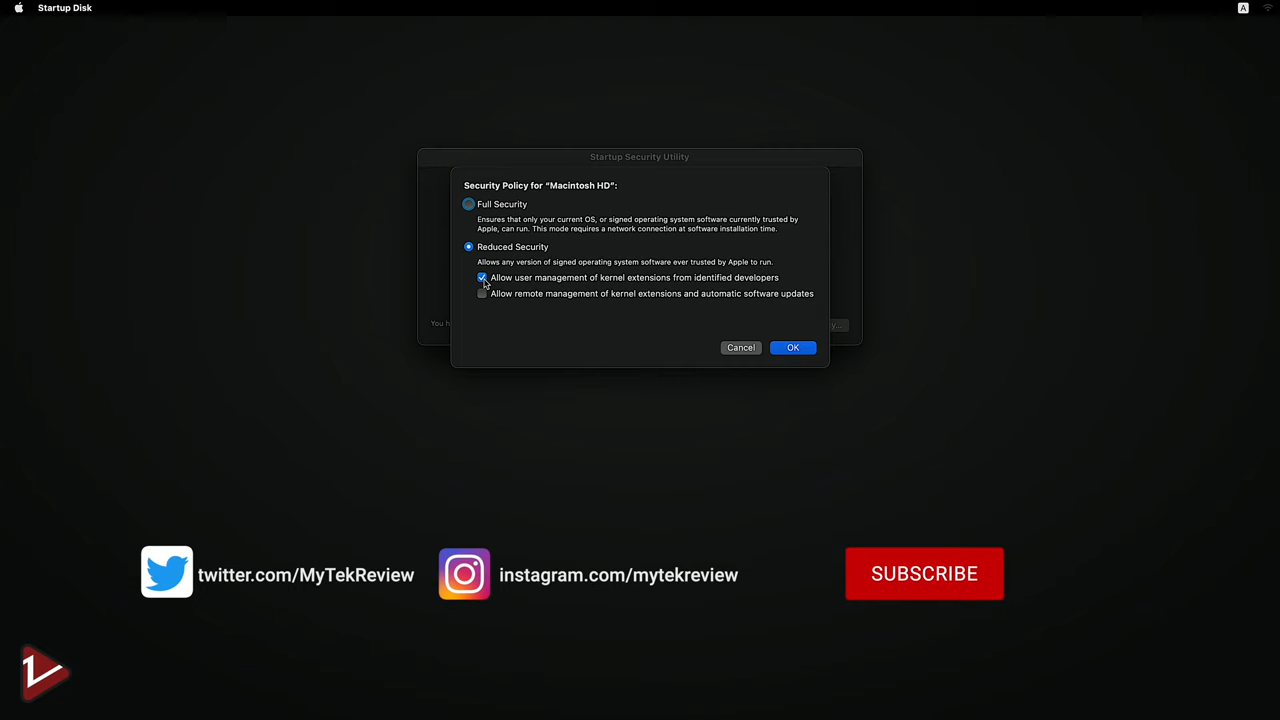 Startup Disk
A
Startup Security Utility
Security Policy for “Macintosh HD”:
Full Security
Ensures that only your current OS, or signed operating system software currently trusted by
Apple, can run. This mode requires a network connection at software installation time.
Reduced Security
Allows any version of signed operating system software ever trusted by Apple to run.
Allow user management of kernel extensions from identified developers
Allow remote management of kernel extensions and automatic software updates
You h
y...
Cancel
OK
twitter.com/MyTekReview
instagram.com/mytekreview
SUBSCRIBE